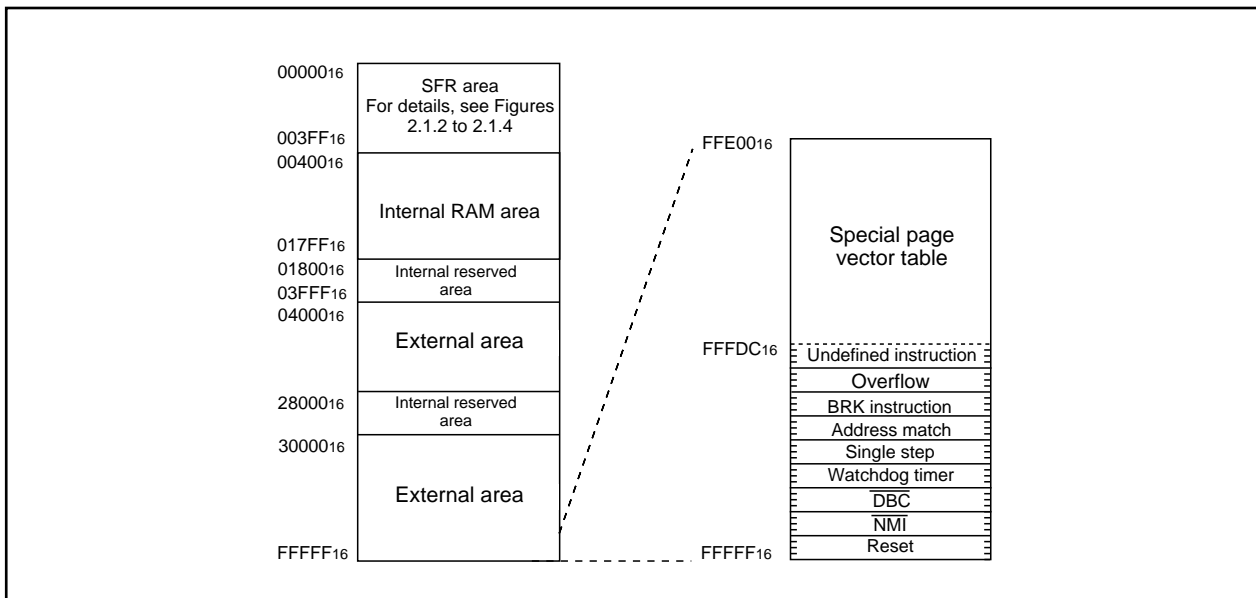 0000016
SFR area
For details, see Figures
2.1.2 to 2.1.4
003FF16
0040016
Internal RAM area
017FF16
0180016
Internal reserved
area
03FFF16
0400016
External area
2800016
Internal reserved
area
3000016
External area
FFFFF16
FFE0016
Special page
vector table
FFFDC16
Undefined instruction
Overflow
BRK instruction
Address match
Single step
Watchdog timer
DBC
NMI
Reset
FFFFF16